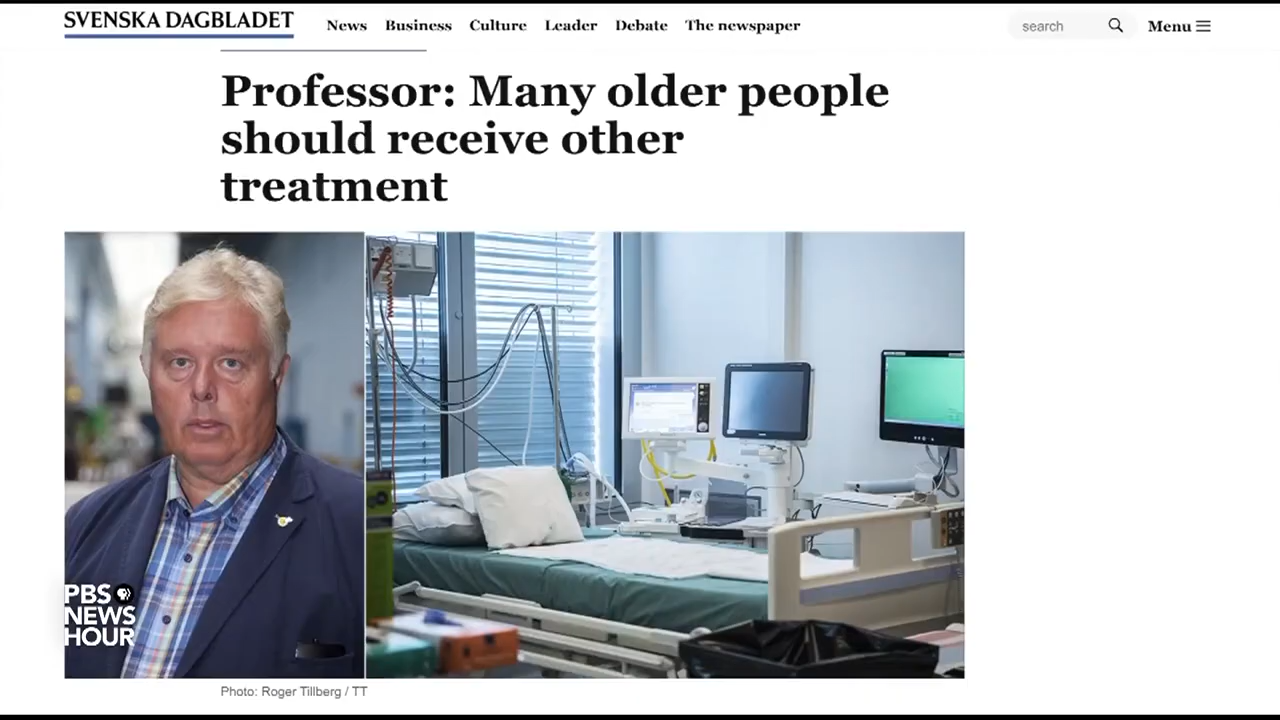 SVENSKA DAGBLADET
News Business Culture Leader Debate The newspaper
search
Menu
Professor: Many older people
should receive other
treatment
PBS
NEWS
HOUR
Photo: Roger Tillberg / TT